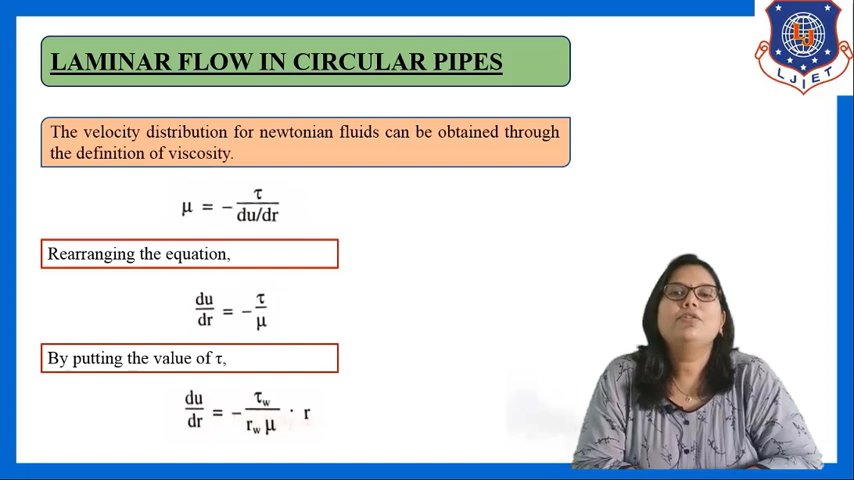 LAMINAR FLOW IN CIRCULAR PIPES
LJIET
The velocity distribution for newtonian fluids can be obtained through
the definition of viscosity.
μ = − τ / du/dr
Rearranging the equation,
du/dr = − τ/μ
By putting the value of τ,
du/dr = − τw / rw μ · r